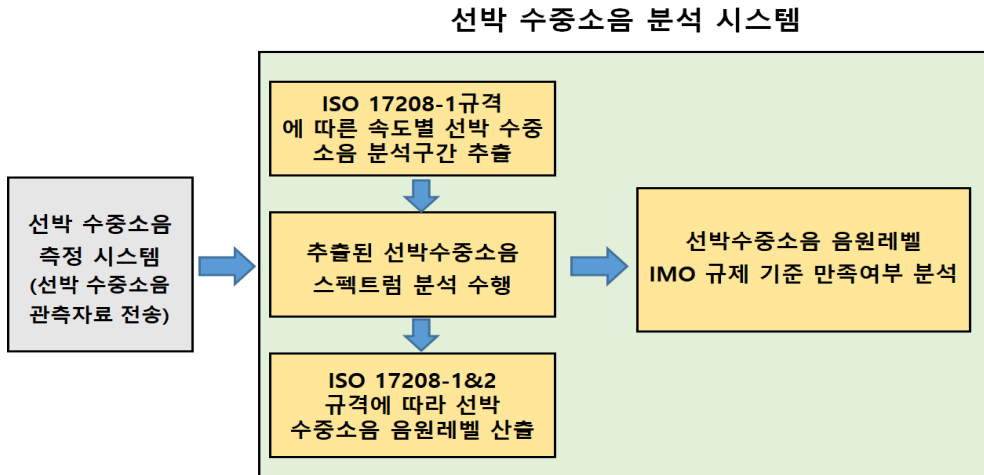 선박 수중소음 분석 시스템
ISO 17208-1규격
에 따른 속도별 선박 수중
소음 분석구간 추출
선박 수중소음
측정 시스템
(선박 수중소음
관측자료 전송)
추출된 선박수중소음
스펙트럼 분석 수행
선박수중소음 음원레벨
IMO 규제 기준 만족여부 분석
ISO 17208-1&2
규격에 따라 선박
수중소음 음원레벨 산출